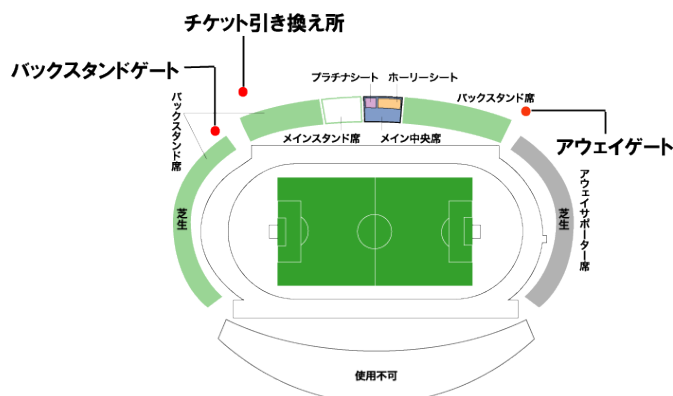 チケット引き換え所
バックスタンドゲート
プラチナシート
ホーリーシート
バックスタンド席
バックスタンド席
メインスタンド席
メイン中央席
アウェイゲート
芝生
芝生
アウェイサポーター席
使用不可